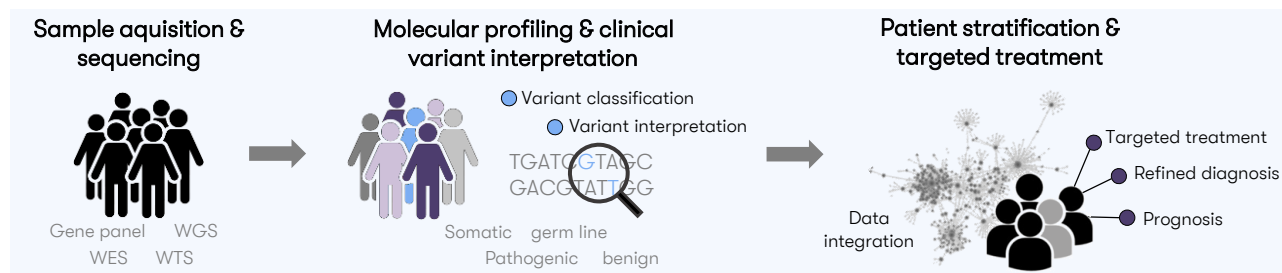 Sample aquisition &
sequencing
Gene panel WGS
WES WTS
Molecular profiling & clinical
variant interpretation
Variant classification
Variant interpretation
TGATCGTAGC
GACGTATTGG
Somatic germ line
Pathogenic benign
Patient stratification &
targeted treatment
Targeted treatment
Refined diagnosis
Prognosis
Data
integration